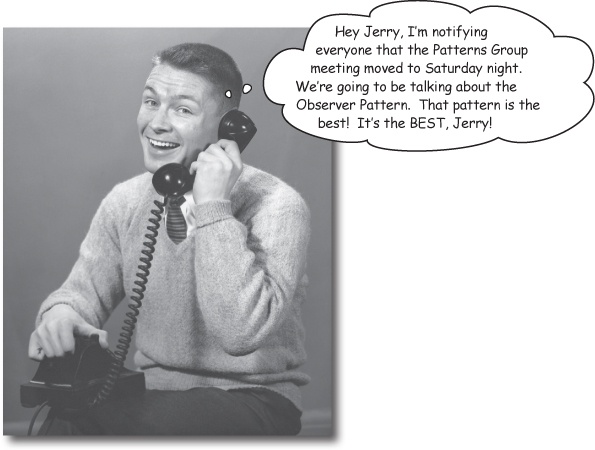 Hey Jerry, I'm notifying
everyone that the Patterns Group
meeting moved to Saturday night.
We're going to be talking about the
Observer Pattern. That pattern is the
best! It's the BEST, Jerry!